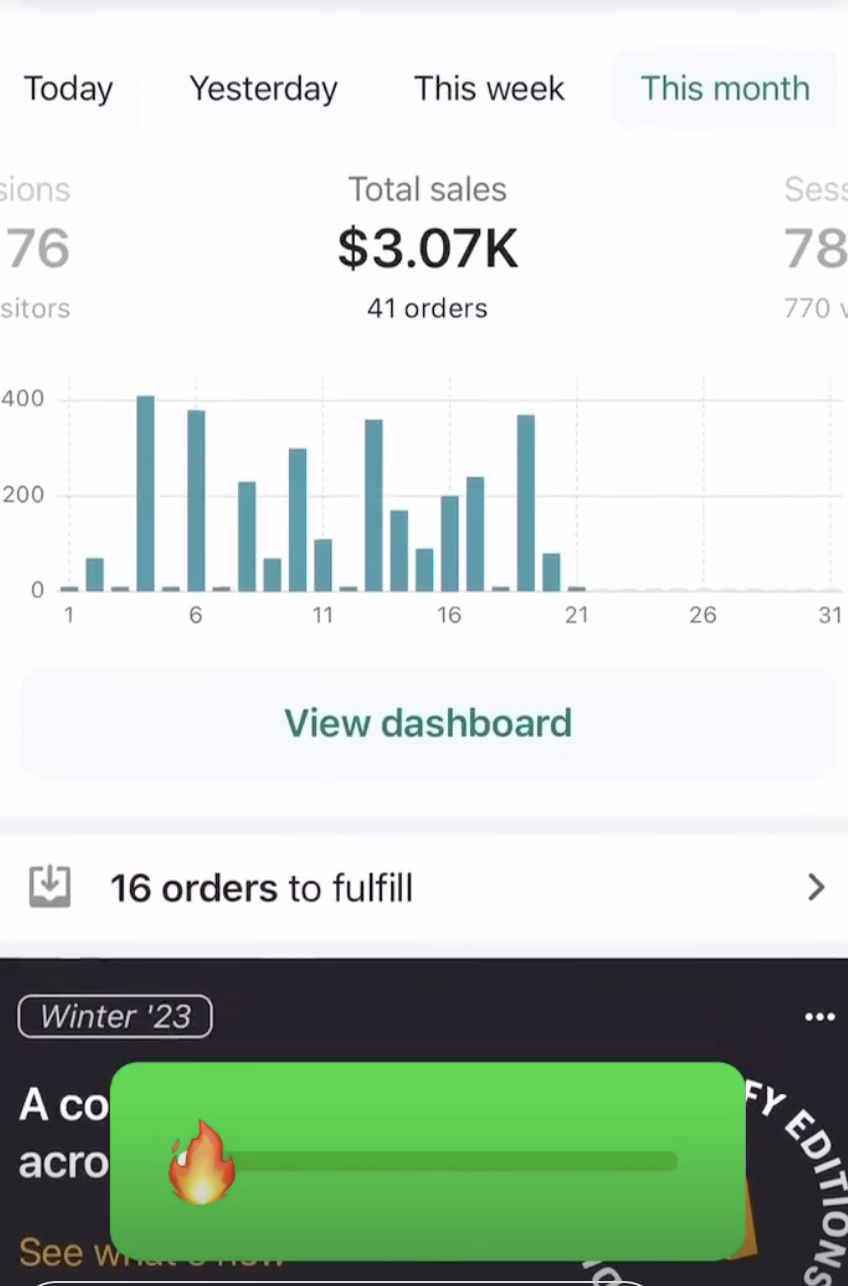 Today Yesterday This week This month
sions Total sales Sess
76 $3.07K 78
sitors 41 orders 770 v
400
200
0
1 6 11 16 21 26 31
View dashboard
16 orders to fulfill
Winter '23
A co
acro
FY EDITIONS
See what's new